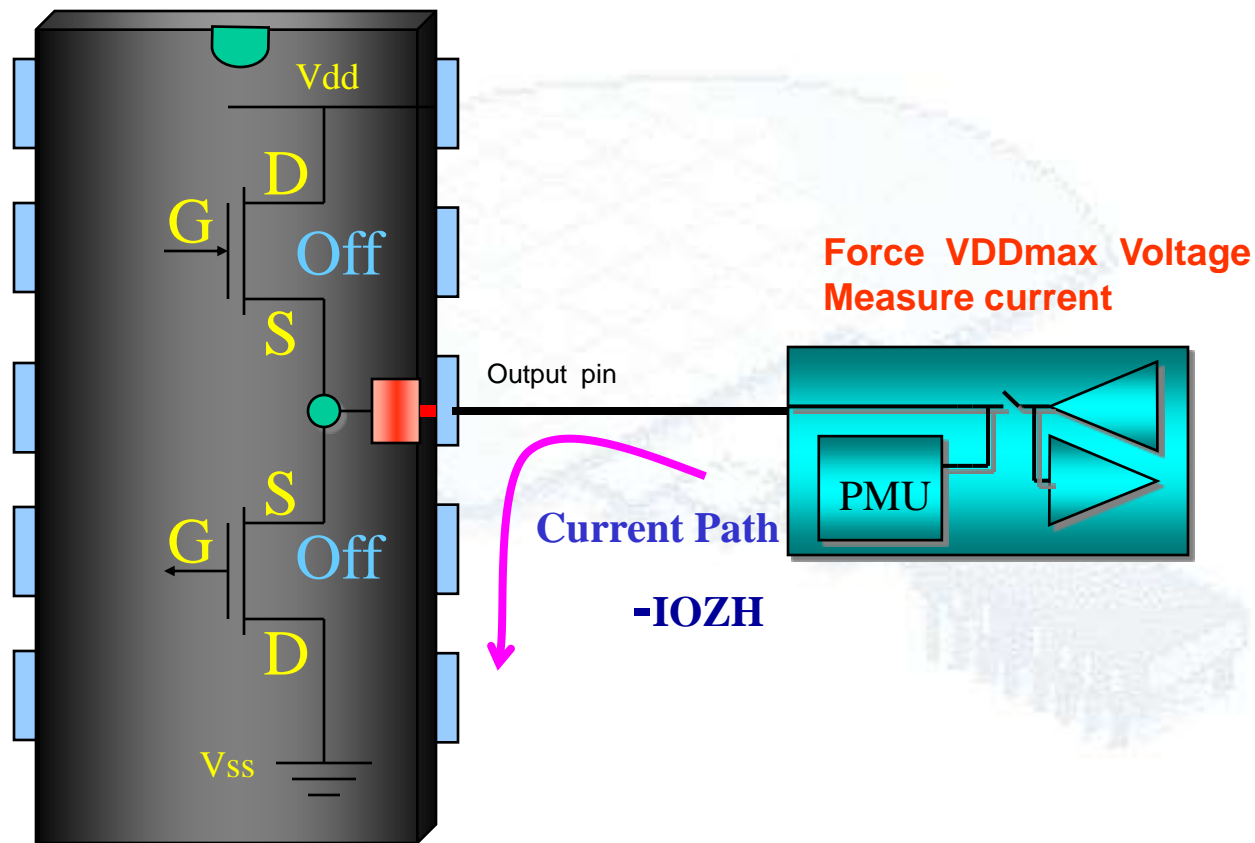 Vdd
D
G
Off
S
Force VDDmax Voltage
Measure current
Output pin
S
G
Off
D
Vss
PMU
Current Path
-IOZH